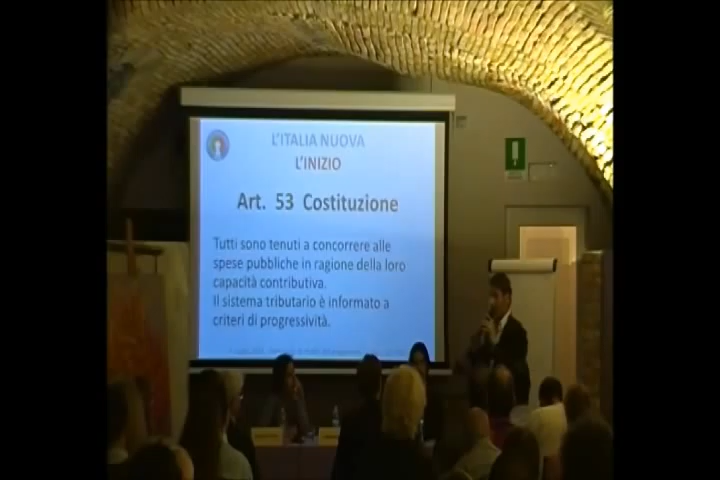 L'ITALIA NUOVA
L'INIZIO
Art. 53 Costituzione
Tutti sono tenuti a concorrere alle
spese pubbliche in ragione della loro
capacità contributiva.
Il sistema tributario è informato a
criteri di progressività.